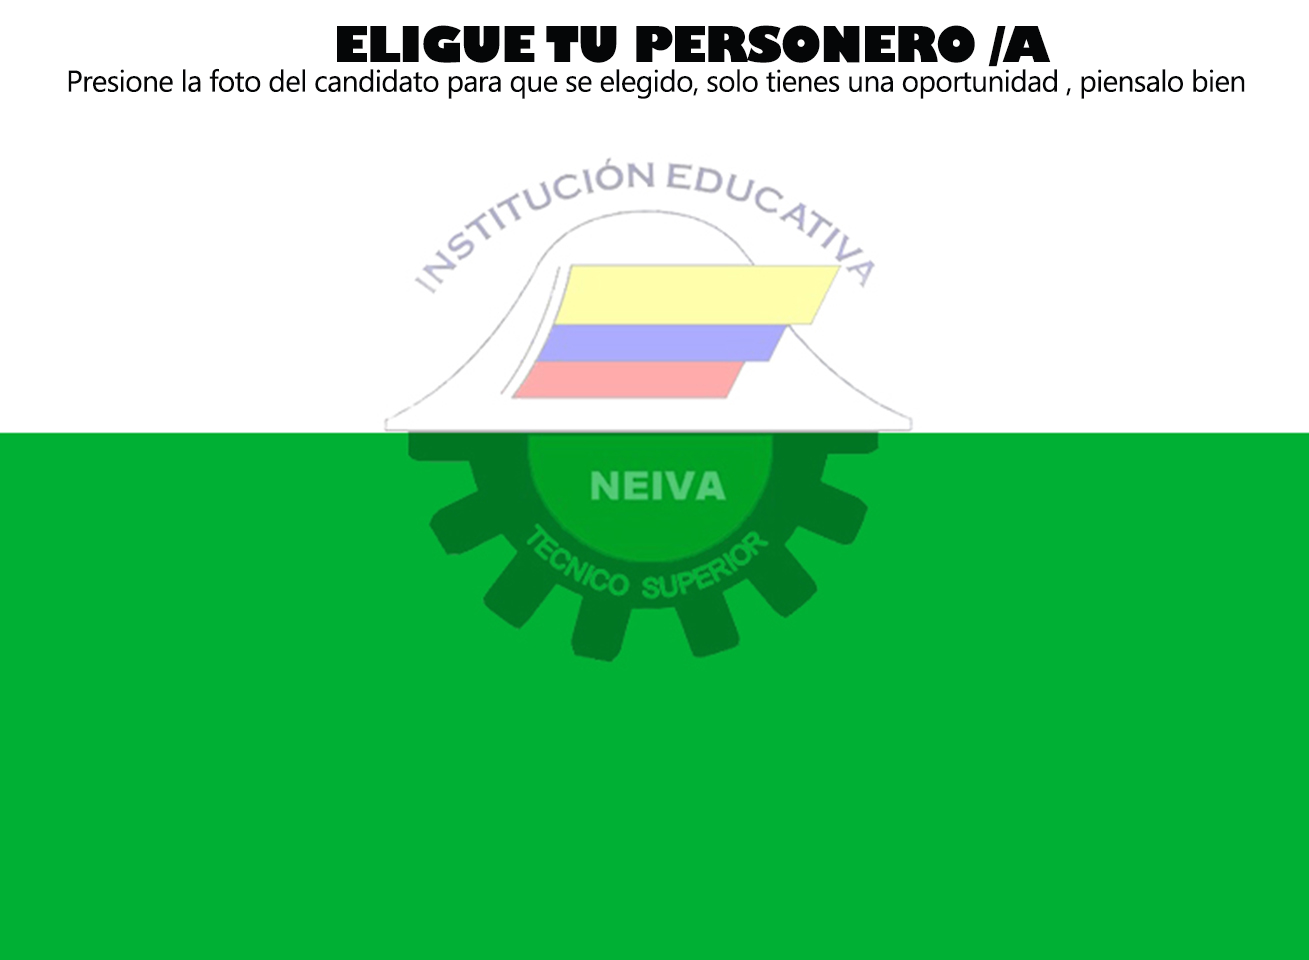 ELIGUE TU PERSONERO /A
Presione la foto del candidato para que se elegido, solo tienes una oportunidad , piensalo bien
INSTITUCIÓN EDUCATIVA
NEIVA
TECNICO SUPERIOR